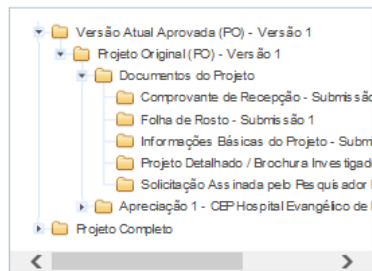 Versão Atual Aprovada (PO) - Versão 1
Projeto Original (PO) - Versão 1
Documentos do Projeto
Comprovante de Recepção - Submissão
Folha de Rosto - Submissão 1
Informações Básicas do Projeto - Subm
Projeto Detalhado / Brochura Investigad
Solicitação Assinada pelo Pesquisador
Apreciação 1 - CEP Hospital Evangélico de
Projeto Completo